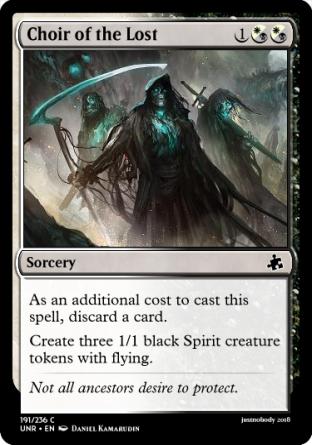 Choir of the Lost 1
Sorcery
As an additional cost to cast this
spell, discard a card.
Create three 1/1 black Spirit creature
tokens with flying.
Not all ancestors desire to protect.
191/236 C
UNR • EN Daniel Kamarudin
justnobody 2018